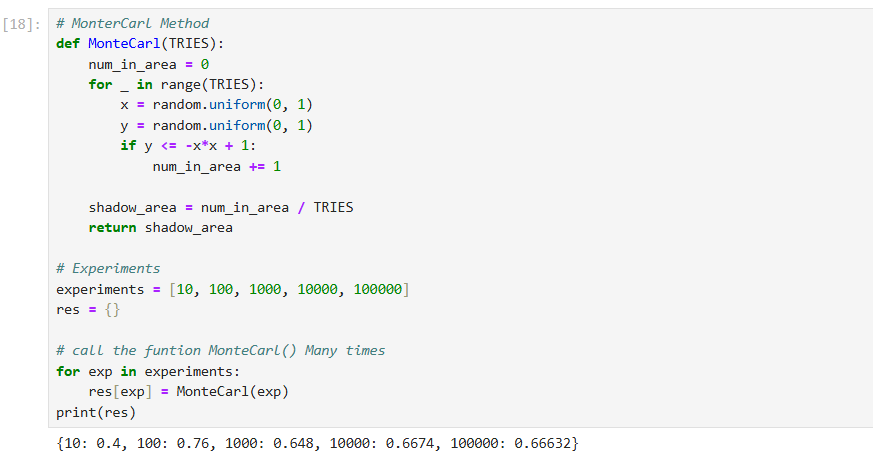 [18]: # MonterCarl Method
def MonteCarl(TRIES):
    num_in_area = 0
    for _ in range(TRIES):
        x = random.uniform(0, 1)
        y = random.uniform(0, 1)
        if y <= -x*x + 1:
            num_in_area += 1

    shadow_area = num_in_area / TRIES
    return shadow_area

# Experiments
experiments = [10, 100, 1000, 10000, 100000]
res = {}

# call the funtion MonteCarl() Many times
for exp in experiments:
    res[exp] = MonteCarl(exp)
print(res)
{10: 0.4, 100: 0.76, 1000: 0.648, 10000: 0.6674, 100000: 0.66632}